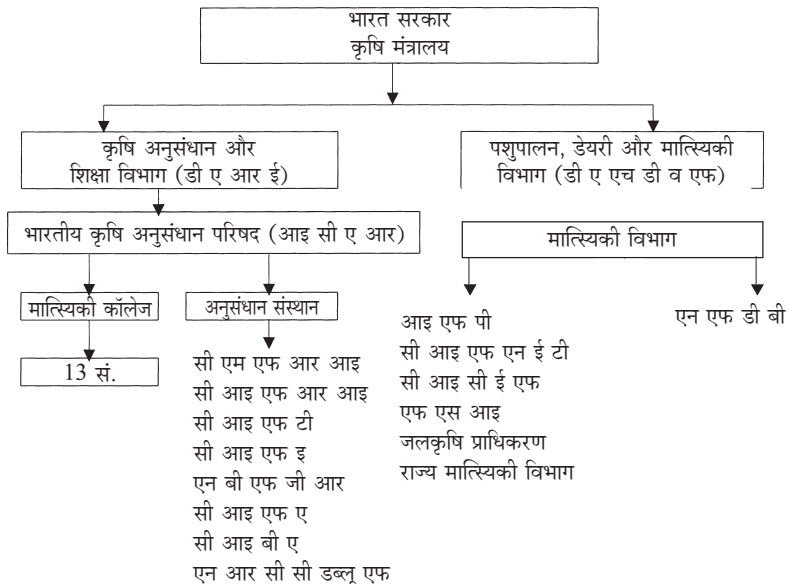 भारत सरकार
कृषि मंत्रालय
कृषि अनुसंधान और
शिक्षा विभाग (डी ए आर ई)
पशुपालन, डेयरी और मात्स्यिकी
विभाग (डी ए एच डी व एफ)
भारतीय कृषि अनुसंधान परिषद (आइ सी ए आर)
मात्स्यिकी विभाग
मात्स्यिकी कॉलेज
अनुसंधान संस्थान
13 सं.
सी एम एफ आर आइ
सी आइ एफ आर आइ
सी आइ एफ टी
सी आइ एफ इ
एन बी एफ जी आर
सी आइ एफ ए
सी आइ बी ए
एन आर सी सी डब्लू एफ
आइ एफ पी
सी आइ एफ एन ई टी
सी आइ सी ई एफ
एफ एस आइ
जलकृषि प्राधिकरण
राज्य मात्स्यिकी विभाग
एन एफ डी बी